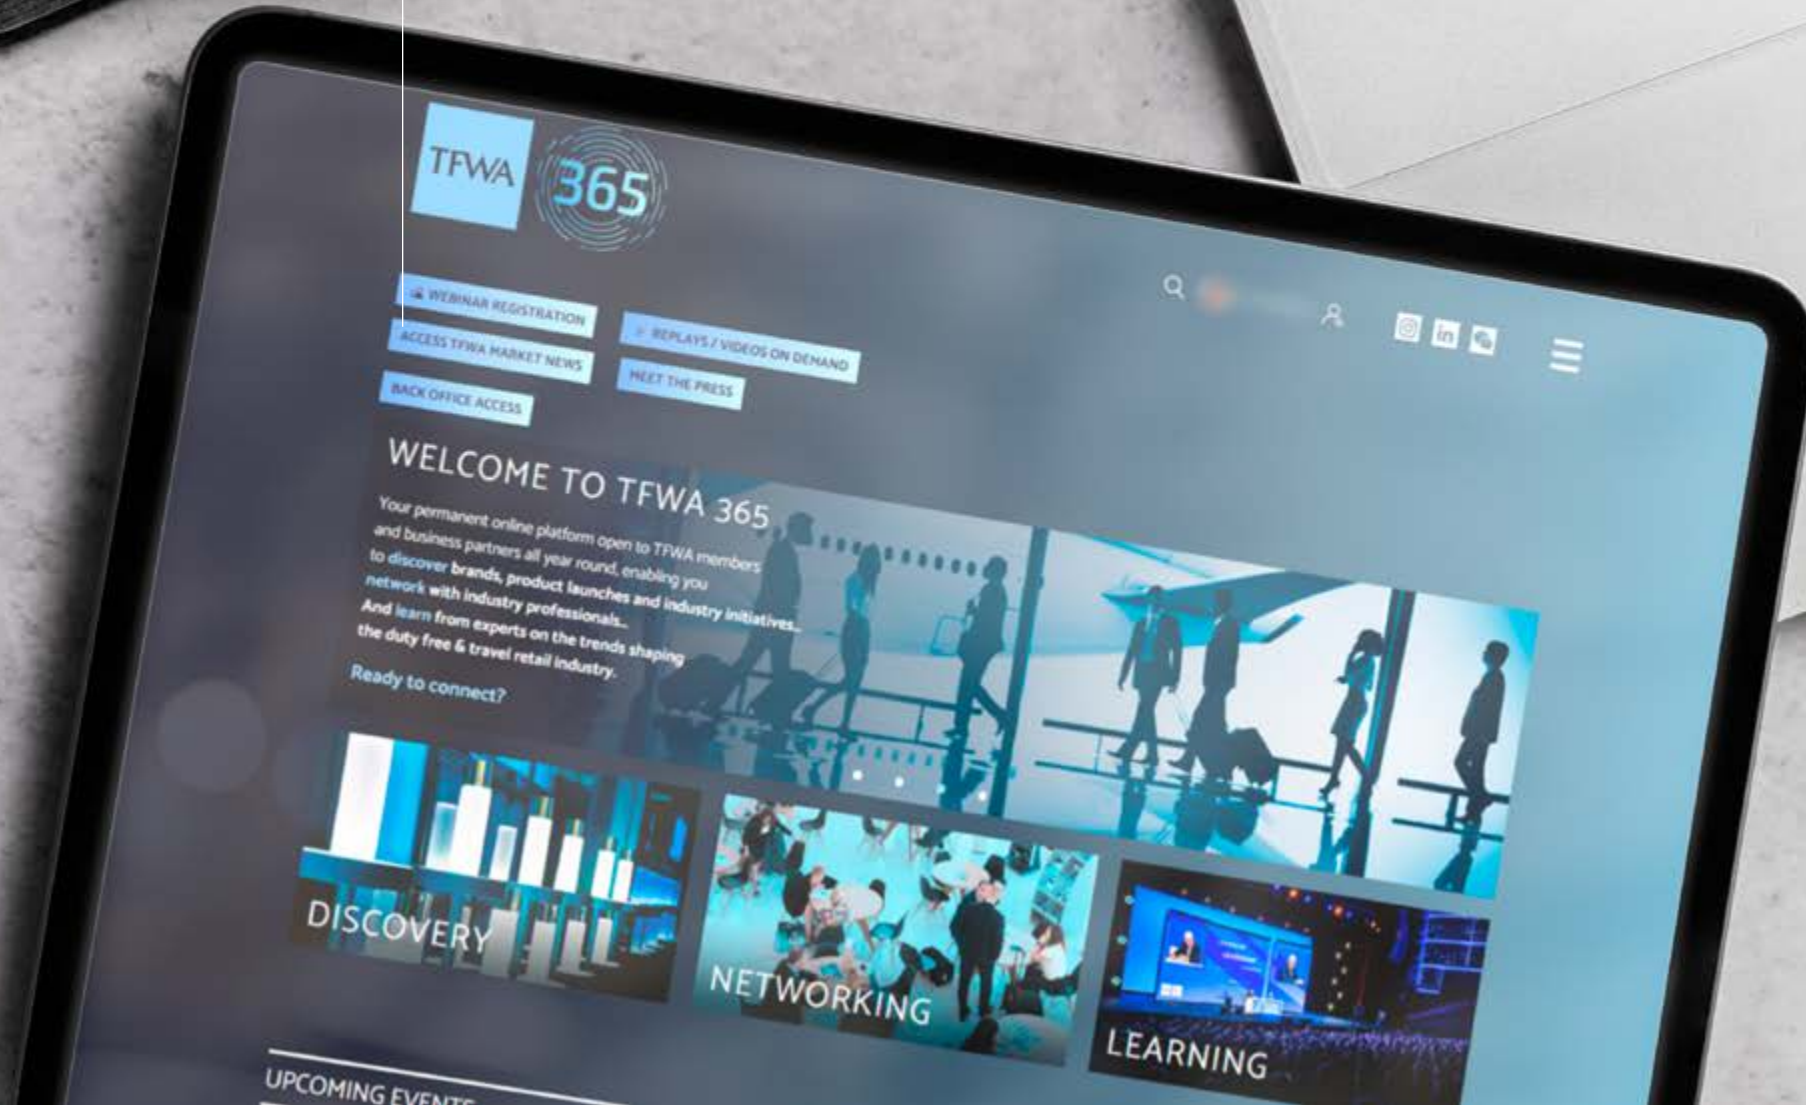 TFWA
365
WEBINAR REGISTRATION
REPLAYS / VIDEOS ON DEMAND
ACCESS TFWA MARKET NEWS
MEET THE PRESS
BACK OFFICE ACCESS
in
WELCOME TO TFWA 365
Your permanent online platform open to TFWA members
and business partners all year round, enabling you
to discover brands, product launches and industry initiatives...
network with industry professionals...
And learn from experts on the trends shaping
the duty free & travel retail industry.
Ready to connect?
DISCOVERY
NETWORKING
LEARNING
UPCOMING EVENTS